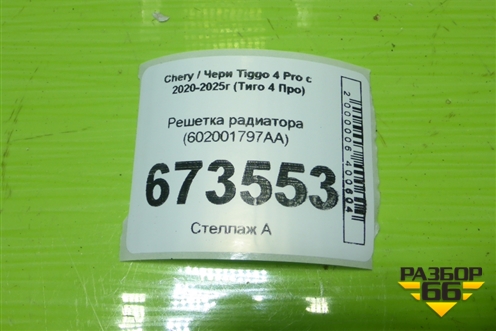 Chery / Чери Tiggo 4 Pro с
2020-2025г (Тиго 4 Про)
Решетка радиатора
(602001797AA)
673553
Стеллаж А
2000006400604
РАЗБОР
66